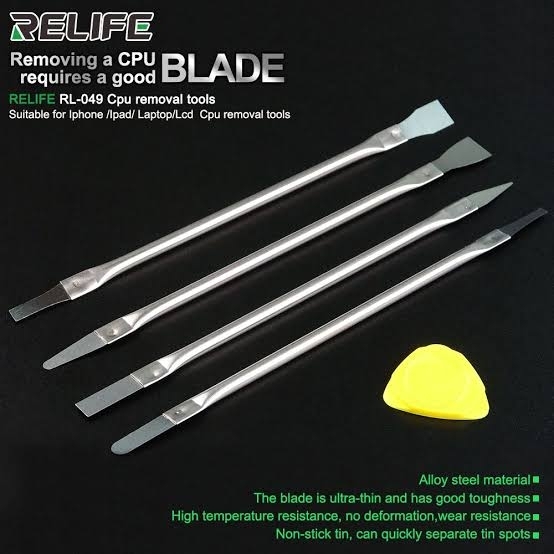 RELIFE
Removing a CPU
requires a good BLADE
RELIFE RL-049 Cpu removal tools
Suitable for Iphone /Ipad/ Laptop/Lcd Cpu removal tools
Alloy steel material
The blade is ultra-thin and has good toughness
High temperature resistance, no deformation,wear resistance
Non-stick tin, can quickly separate tin spots